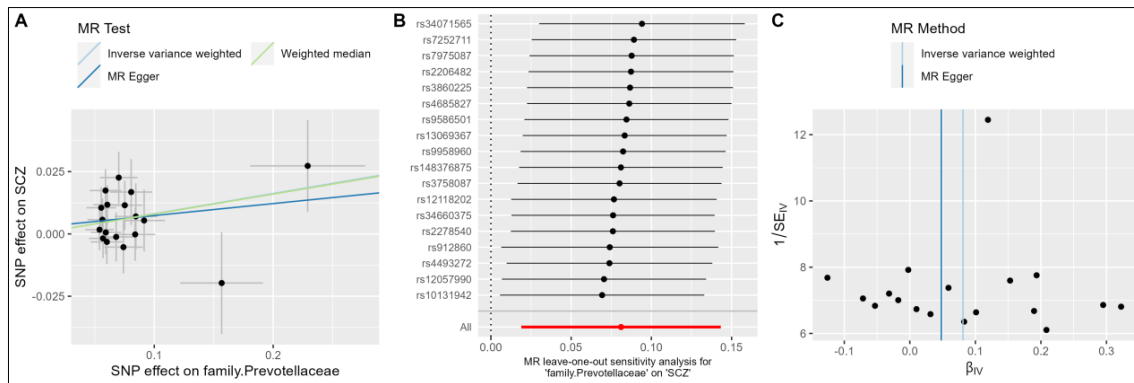 A
MR Test
Inverse variance weighted
Weighted median
MR Egger
SNP effect on SCZ
0.025
0.000
-0.025
0.1
0.2
SNP effect on family.Prevotellaceae
B
rs34071565
rs7252711
rs7975087
rs2206482
rs3860225
rs4685827
rs9586501
rs13069367
rs9958960
rs148376875
rs3758087
rs12118202
rs34660375
rs2278540
rs912860
rs4493272
rs12057990
rs10131942
All
0.00
0.05
0.10
0.15
MR leave-one-out sensitivity analysis for
'family.Prevotellaceae' on 'SCZ'
C
MR Method
Inverse variance weighted
MR Egger
1/SE_IV
12
10
8
6
-0.1
0.0
0.1
0.2
0.3
β_IV